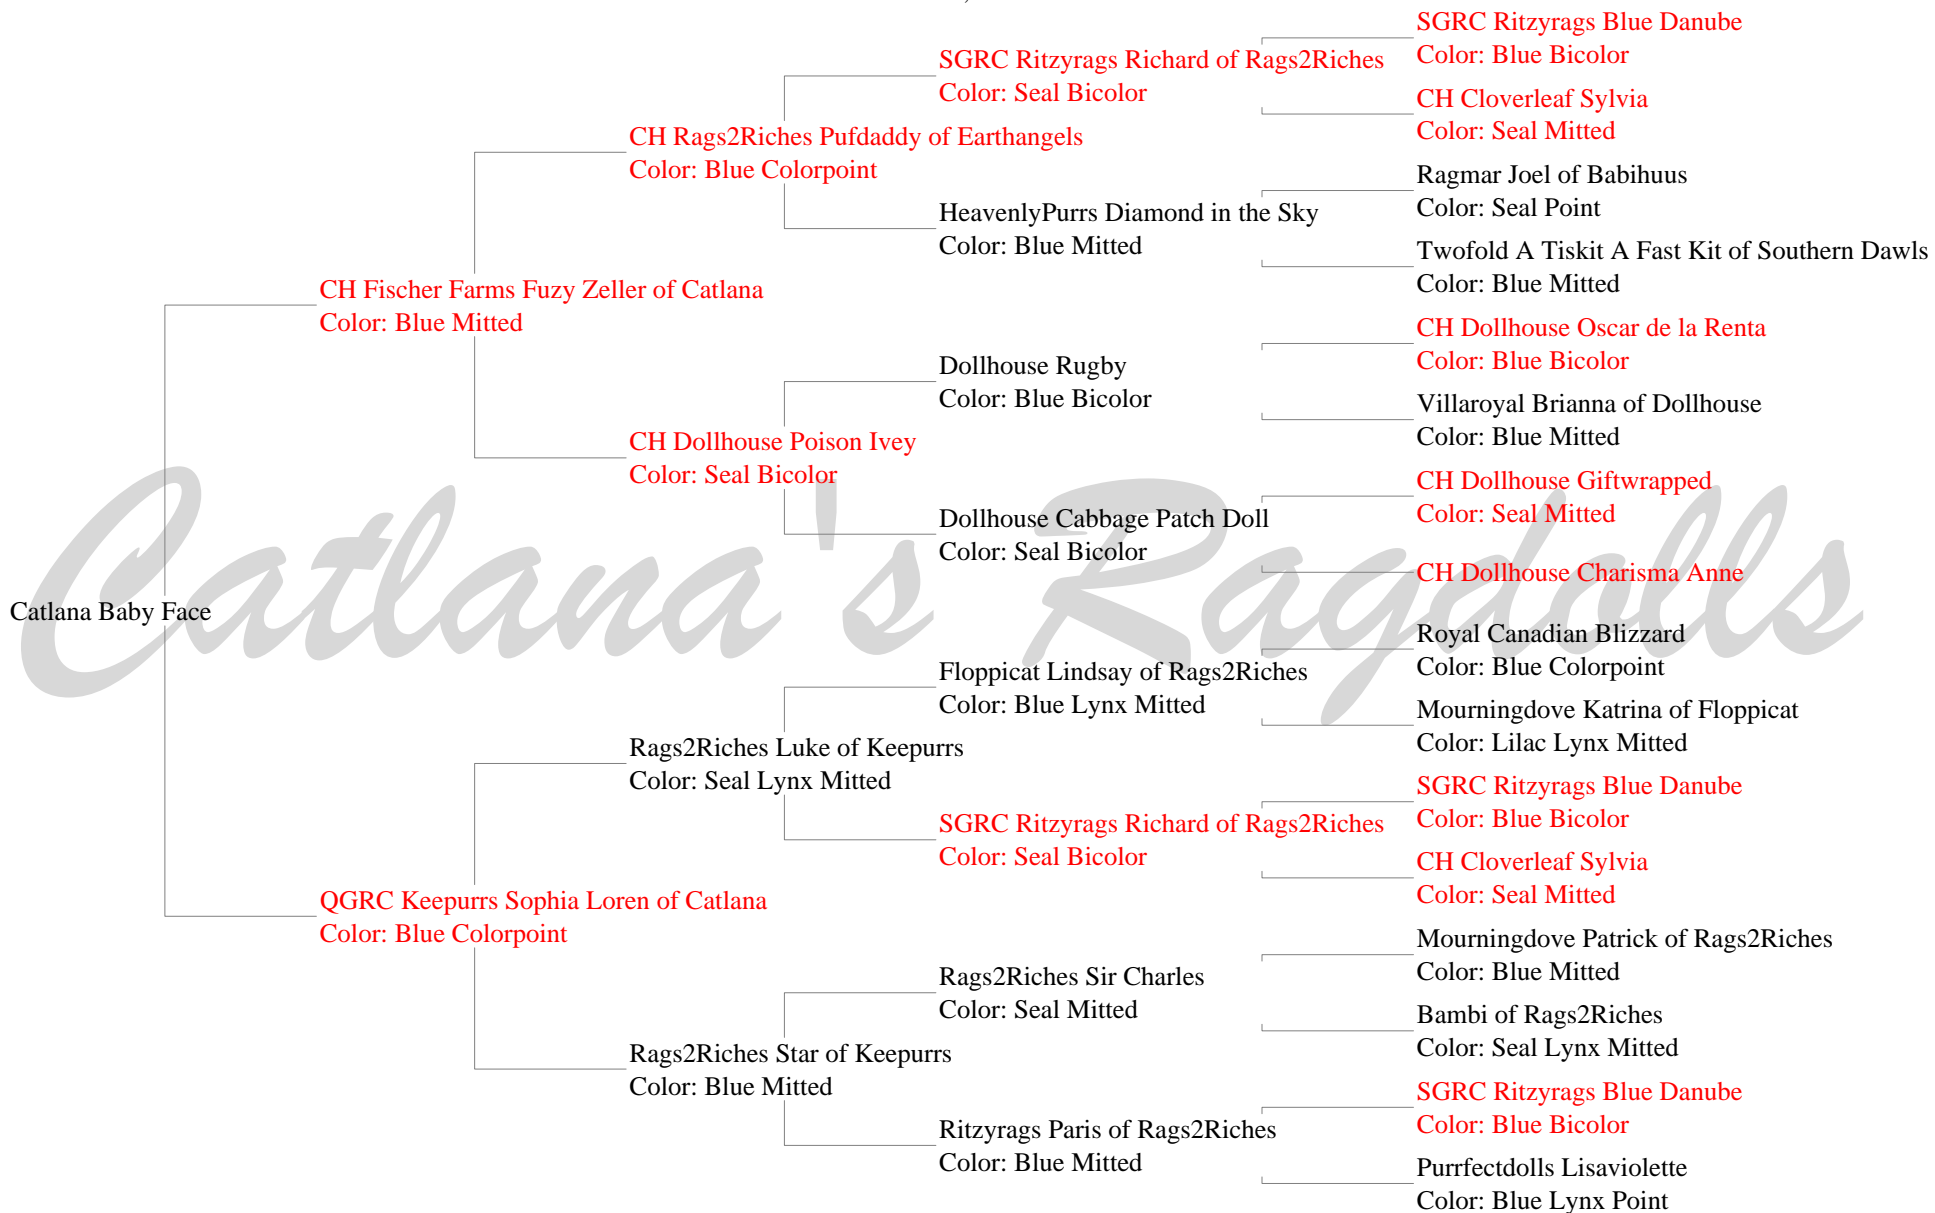 SGRC Ritzyrags Blue Danube
Color: Blue Bicolor
SGRC Ritzyrags Richard of Rags2Riches
Color: Seal Bicolor
CH Cloverleaf Sylvia
Color: Seal Mitted
CH Rags2Riches Pufdaddy of Earthangels
Color: Blue Colorpoint
Ragmar Joel of Babihuus
Color: Seal Point
HeavenlyPurrs Diamond in the Sky
Color: Blue Mitted
Twofold A Tiskit A Fast Kit of Southern Dawls
Color: Blue Mitted
CH Fischer Farms Fuzy Zeller of Catlana
Color: Blue Mitted
CH Dollhouse Oscar de la Renta
Color: Blue Bicolor
Dollhouse Rugby
Color: Blue Bicolor
Villaroyal Brianna of Dollhouse
Color: Blue Mitted
CH Dollhouse Poison Ivey
Color: Seal Bicolor
CH Dollhouse Giftwrapped
Color: Seal Mitted
Dollhouse Cabbage Patch Doll
Color: Seal Bicolor
CH Dollhouse Charisma Anne
Catlana's Ragdolls
Catlana Baby Face
Royal Canadian Blizzard
Color: Blue Colorpoint
Floppicat Lindsay of Rags2Riches
Color: Blue Lynx Mitted
Mourningdove Katrina of Floppicat
Color: Lilac Lynx Mitted
Rags2Riches Luke of Keepurrs
Color: Seal Lynx Mitted
SGRC Ritzyrags Blue Danube
Color: Blue Bicolor
SGRC Ritzyrags Richard of Rags2Riches
Color: Seal Bicolor
CH Cloverleaf Sylvia
Color: Seal Mitted
QGRC Keepurrs Sophia Loren of Catlana
Color: Blue Colorpoint
Mourningdove Patrick of Rags2Riches
Color: Blue Mitted
Rags2Riches Sir Charles
Color: Seal Mitted
Bambi of Rags2Riches
Color: Seal Lynx Mitted
Rags2Riches Star of Keepurrs
Color: Blue Mitted
SGRC Ritzyrags Blue Danube
Color: Blue Bicolor
Ritzyrags Paris of Rags2Riches
Color: Blue Mitted
Purrfectdolls Lisaviolette
Color: Blue Lynx Point